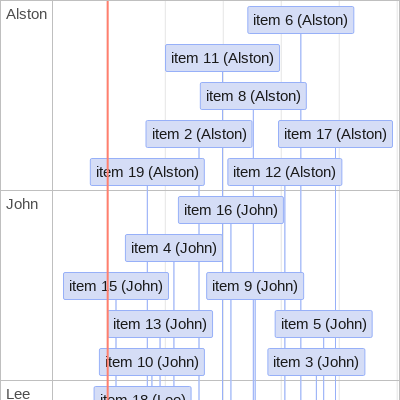 Alston
item 6 (Alston)
item 11 (Alston)
item 8 (Alston)
item 2 (Alston)
item 17 (Alston)
item 19 (Alston)
item 12 (Alston)
John
item 16 (John)
item 4 (John)
item 15 (John)
item 9 (John)
item 13 (John)
item 5 (John)
item 10 (John)
item 3 (John)
Lee
item 18 (Lee)